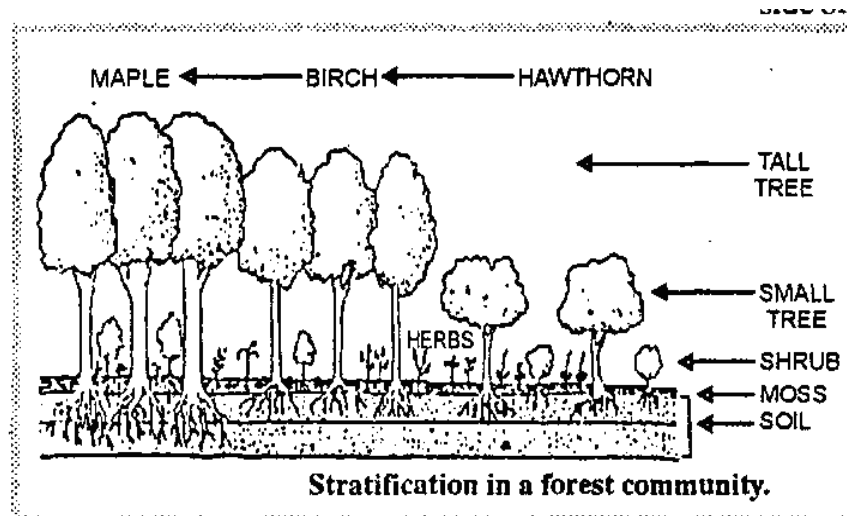 MAPLE BIRCH HAWTHORN
TALL
TREE
SMALL
TREE
HERBS
SHRUB
MOSS
SOIL
Stratification in a forest community.